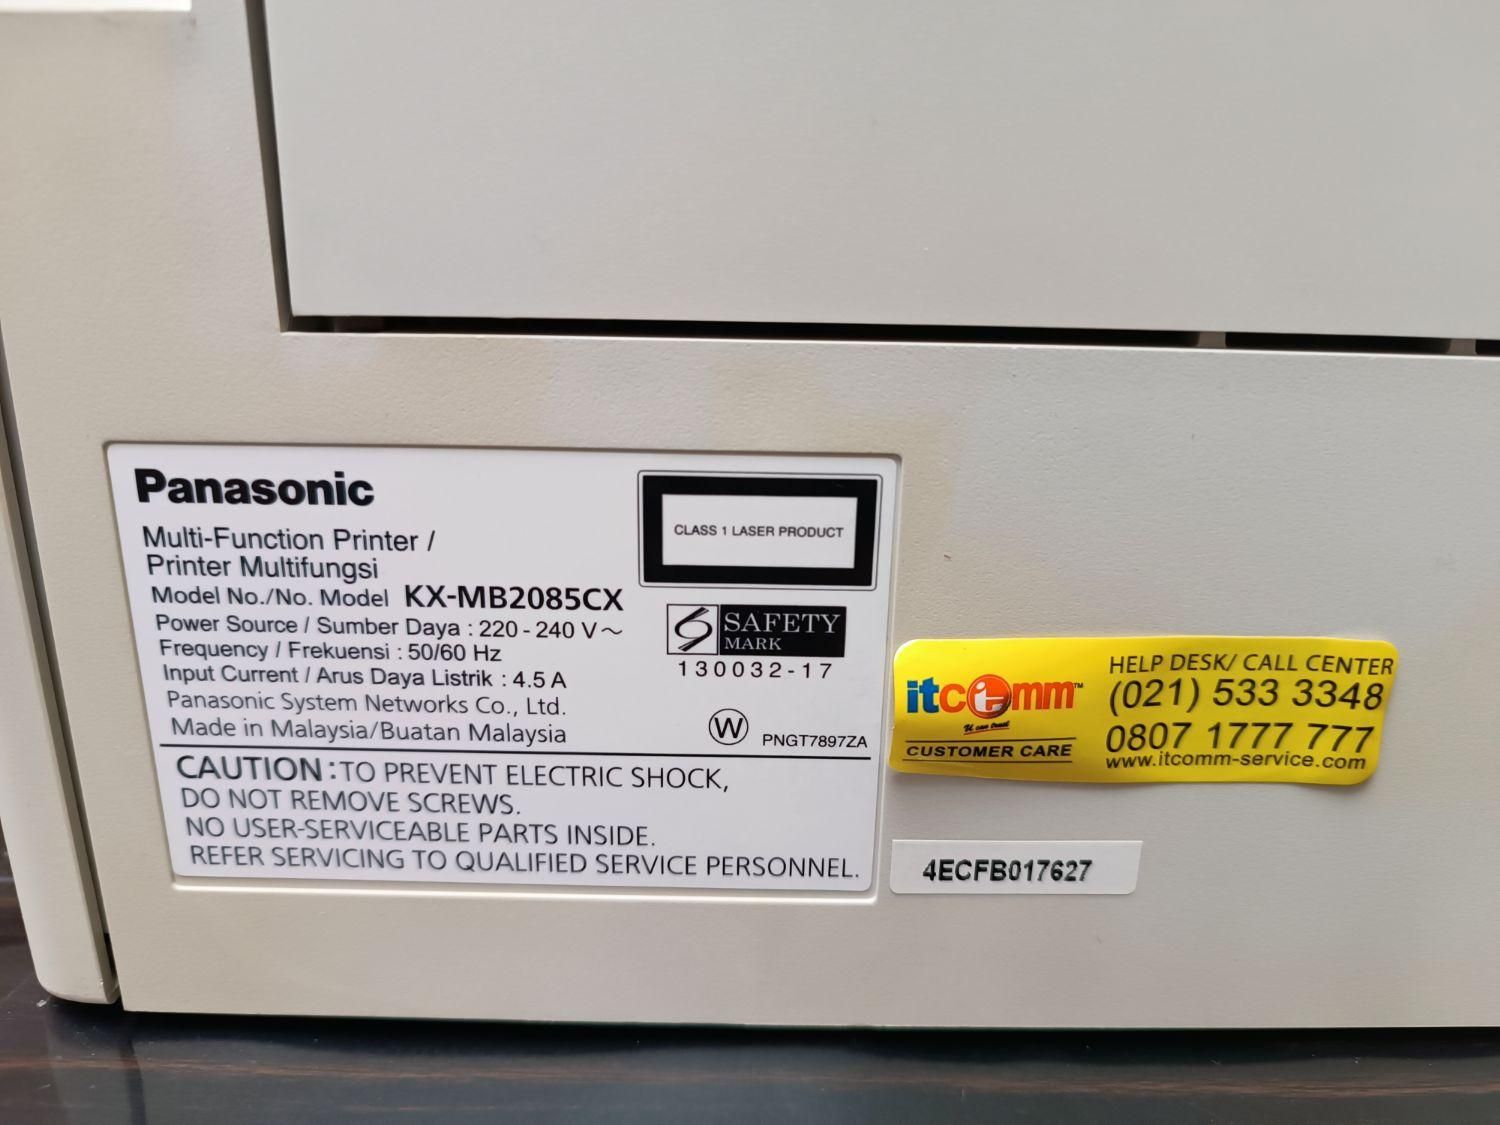 Panasonic
Multi-Function Printer /
Printer Multifungsi
Model No./No. Model KX-MB2085CX
Power Source / Sumber Daya : 220 - 240 V～
Frequency / Frekuensi : 50/60 Hz
Input Current / Arus Daya Listrik : 4.5 A
Panasonic System Networks Co., Ltd.
Made in Malaysia/Buatan Malaysia
CLASS 1 LASER PRODUCT
S SAFETY
MARK
130032-17
W PNGT7897ZA
CAUTION : TO PREVENT ELECTRIC SHOCK,
DO NOT REMOVE SCREWS.
NO USER-SERVICEABLE PARTS INSIDE.
REFER SERVICING TO QUALIFIED SERVICE PERSONNEL.
itcomm™
U can trust
CUSTOMER CARE
HELP DESK/ CALL CENTER
(021) 533 3348
0807 1777 777
www.itcomm-service.com
4ECFB017627